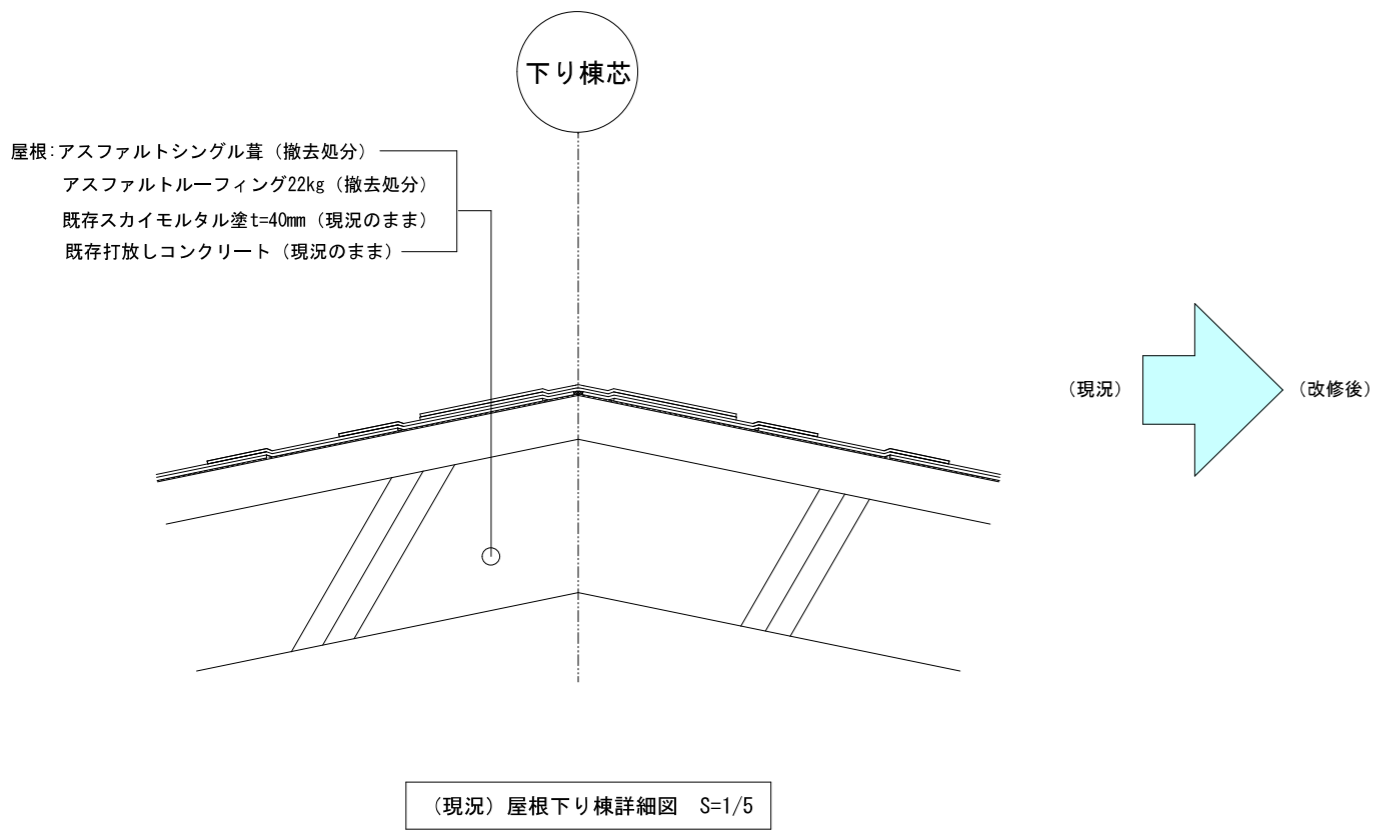 下り棟芯
屋根:アスファルトシングル葺（撤去処分）
アスファルトルーフィング22kg（撤去処分）
既存スカイモルタル塗t=40mm（現況のまま）
既存打放しコンクリート（現況のまま）
（現況）
（改修後）
（現況）屋根下り棟詳細図　S=1/5